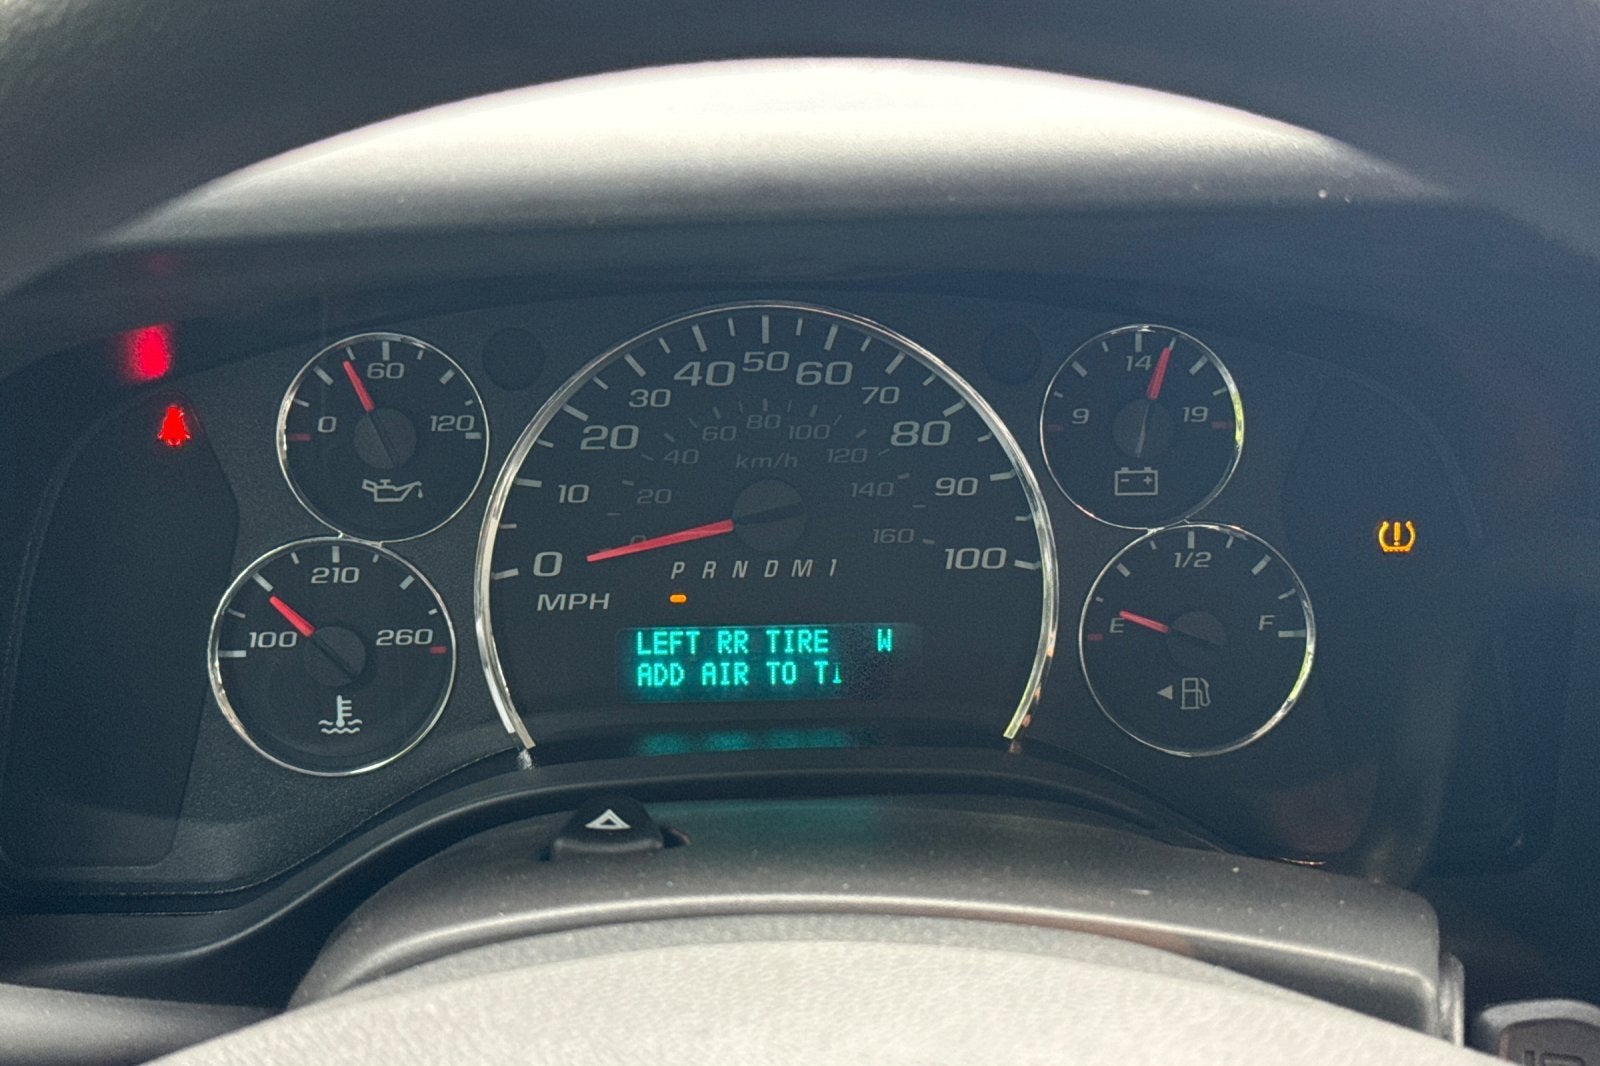 0 60 120
100 210 260
0 10 20 30 40 50 60 70 80 90 100
20 40 60 80 100 120 140 160
km/h
MPH
P R N D M 1
LEFT RR TIRE W
ADD AIR TO TI
9 14 19
E 1/2 F